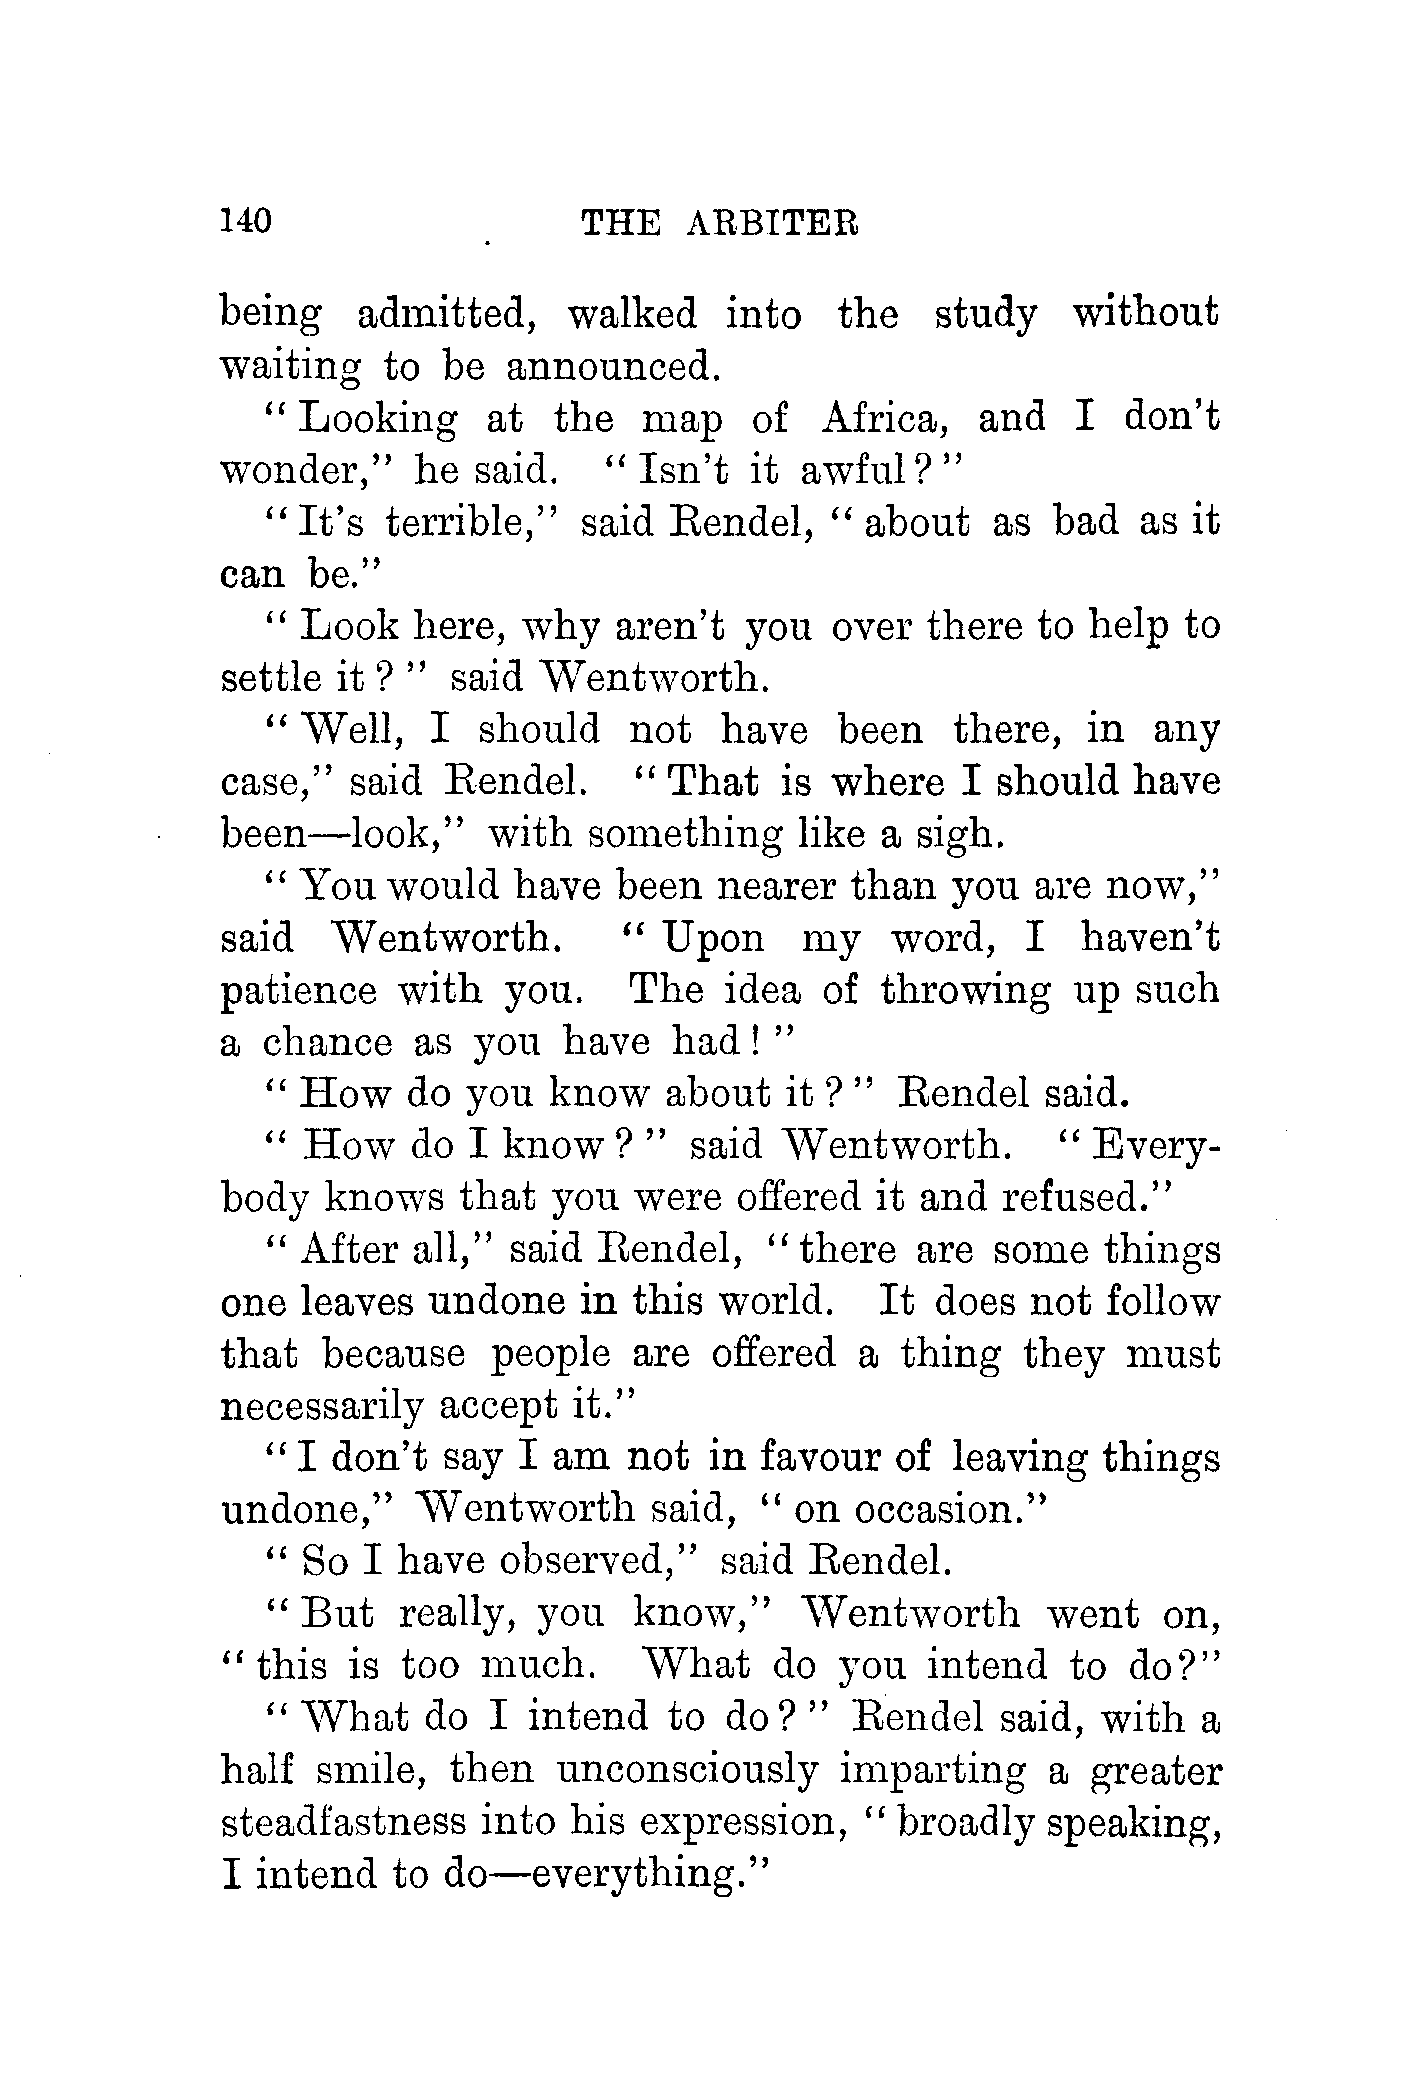 140 THE ARBITER
being admitted, walked into the study without
waiting to be announced.
“Looking at the map of Africa, and I don’t
wonder,” he said. “Isn’t it awful?”
“It’s terrible,” said Rendel, “about as bad as it
can be.”
“Look here, why aren’t you over there to help to
settle it?” said Wentworth.
“Well, I should not have been there, in any
case,” said Rendel. “That is where I should have
been—look,” with something like a sigh.
“You would have been nearer than you are now,”
said Wentworth. “Upon my word, I haven’t
patience with you. The idea of throwing up such
a chance as you have had!”
“How do you know about it?” Rendel said.
“How do I know?” said Wentworth. “Every-
body knows that you were offered it and refused.”
“After all,” said Rendel, “there are some things
one leaves undone in this world. It does not follow
that because people are offered a thing they must
necessarily accept it.”
“I don’t say I am not in favour of leaving things
undone,” Wentworth said, “on occasion.”
“So I have observed,” said Rendel.
“But really, you know,” Wentworth went on,
“this is too much. What do you intend to do?”
“What do I intend to do?” Rendel said, with a
half smile, then unconsciously imparting a greater
steadfastness into his expression, “broadly speaking,
I intend to do—everything.”